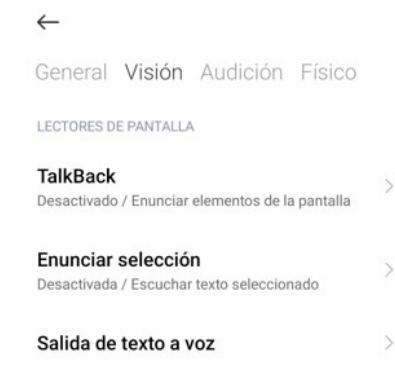 General Visión Audición Físico
LECTORES DE PANTALLA
TalkBack
Desactivado / Enunciar elementos de la pantalla
Enunciar selección
Desactivada / Escuchar texto seleccionado
Salida de texto a voz